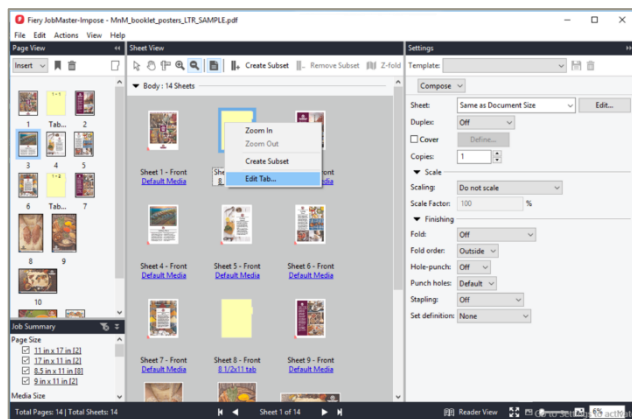 Fiery JobMaster-Impose - MnM_booklet_posters_LTR_SAMPLE.pdf
File Edit Actions View Help
Page View
Insert
1 Tab... 2
3 4 5
6 Tab... 7
8 9
10
Job Summary
Page Size
11 in x 17 in [2]
17 in x 11 in [2]
8.5 in x 11 in [8]
9 in x 11 in [2]
Media Size
Sheet View
Create Subset Remove Subset Z-fold
Body : 14 Sheets
Zoom In
Zoom Out
Create Subset
Edit Tab...
Sheet 1 - Front
Default Media
Sheet 4 - Front Sheet 5 - Front Sheet 6 - Front
Default Media Default Media Default Media
Sheet 7 - Front Sheet 8 - Front Sheet 9 - Front
Default Media 8.1/2x11 tab Default Media
Settings
Template:
Compose
Sheet: Same as Document Size Edit...
Duplex: Off
Cover Define...
Copies: 1
Scale
Scaling: Do not scale
Scale Factor: 100 %
Finishing
Fold: Off
Fold order: Outside
Hole-punch: Off
Punch holes: Default
Stapling: Off
Set definition: None
Total Pages: 14 | Total Sheets: 14 Sheet 1 of 14 Reader View 6%